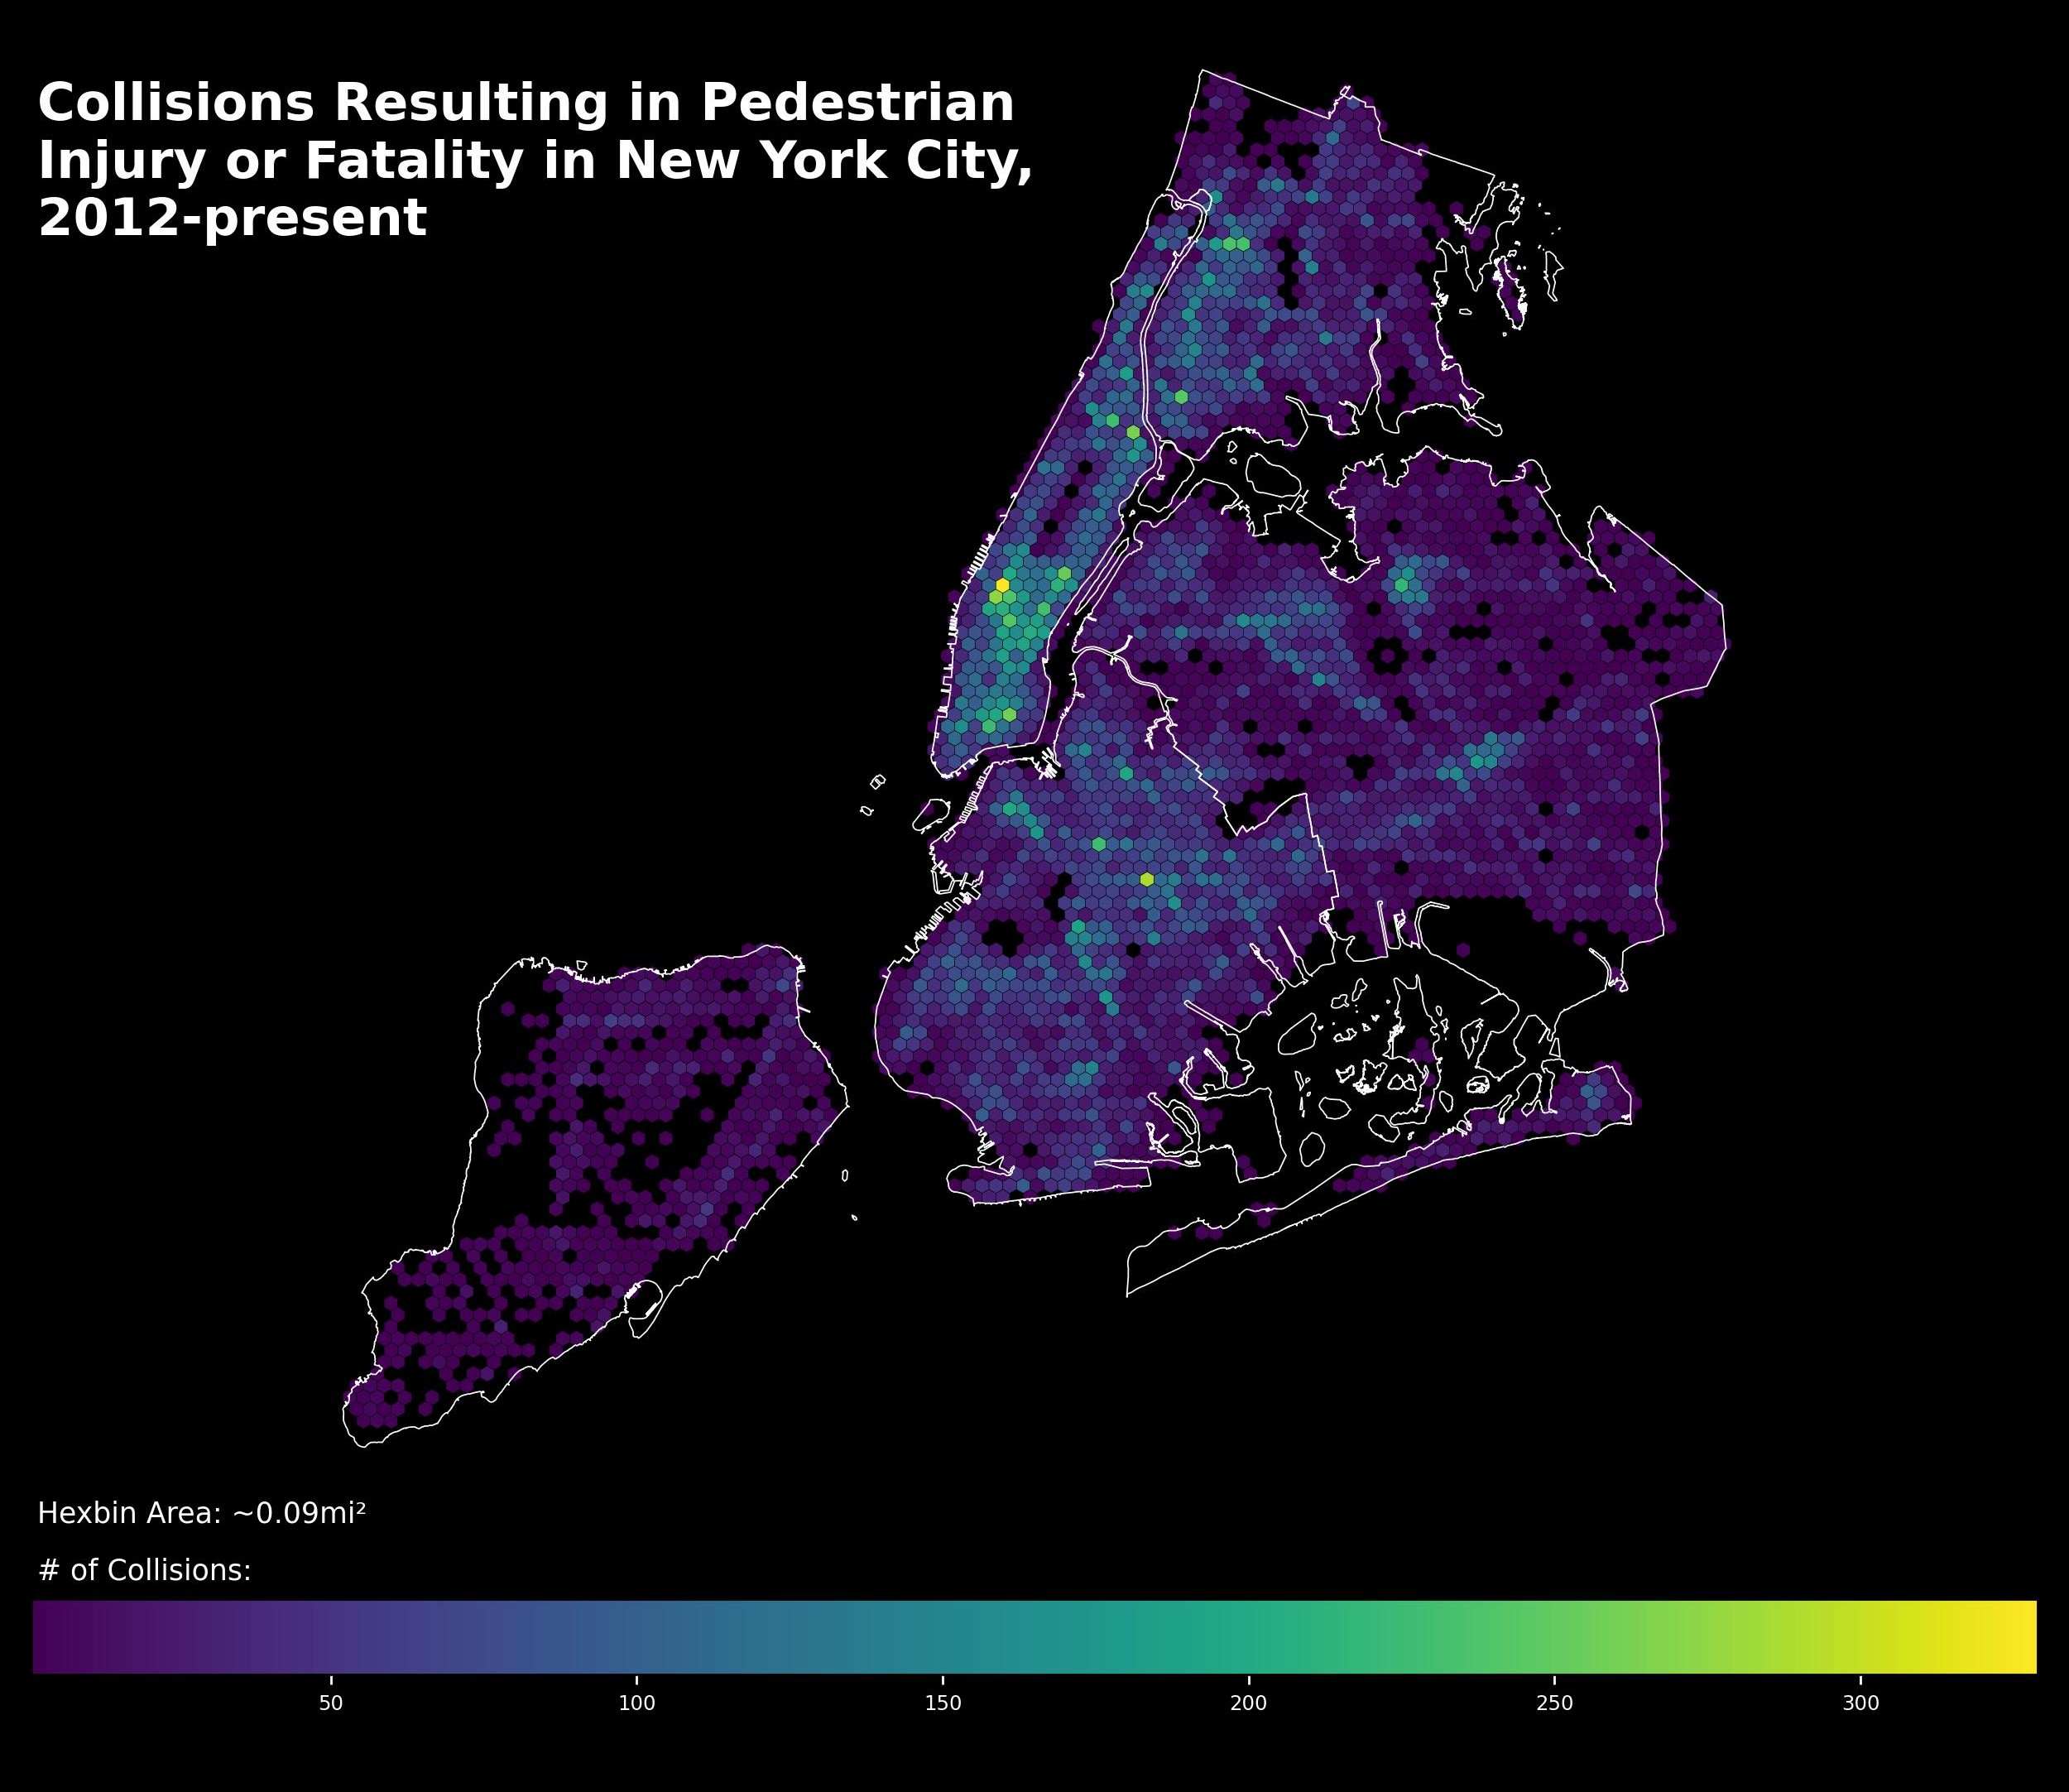 Collisions Resulting in Pedestrian
Injury or Fatality in New York City,
2012-present
Hexbin Area: ~0.09mi²
# of Collisions:
50 100 150 200 250 300